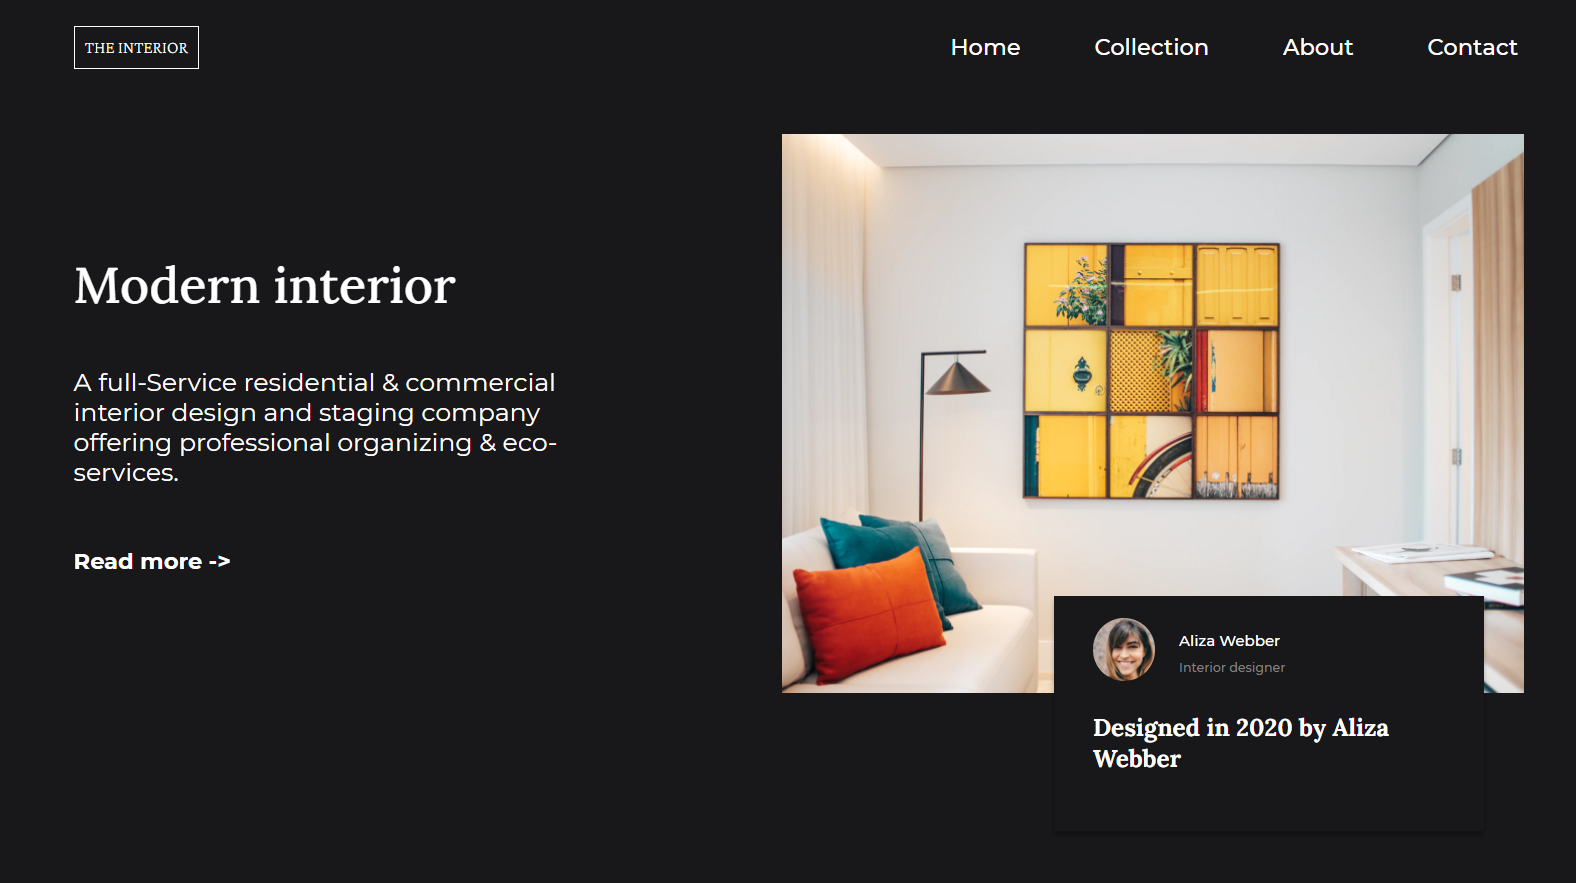 THE INTERIOR
Home Collection About Contact
Modern interior
A full-Service residential & commercial
interior design and staging company
offering professional organizing & eco-
services.
Read more ->
Aliza Webber
Interior designer
Designed in 2020 by Aliza
Webber